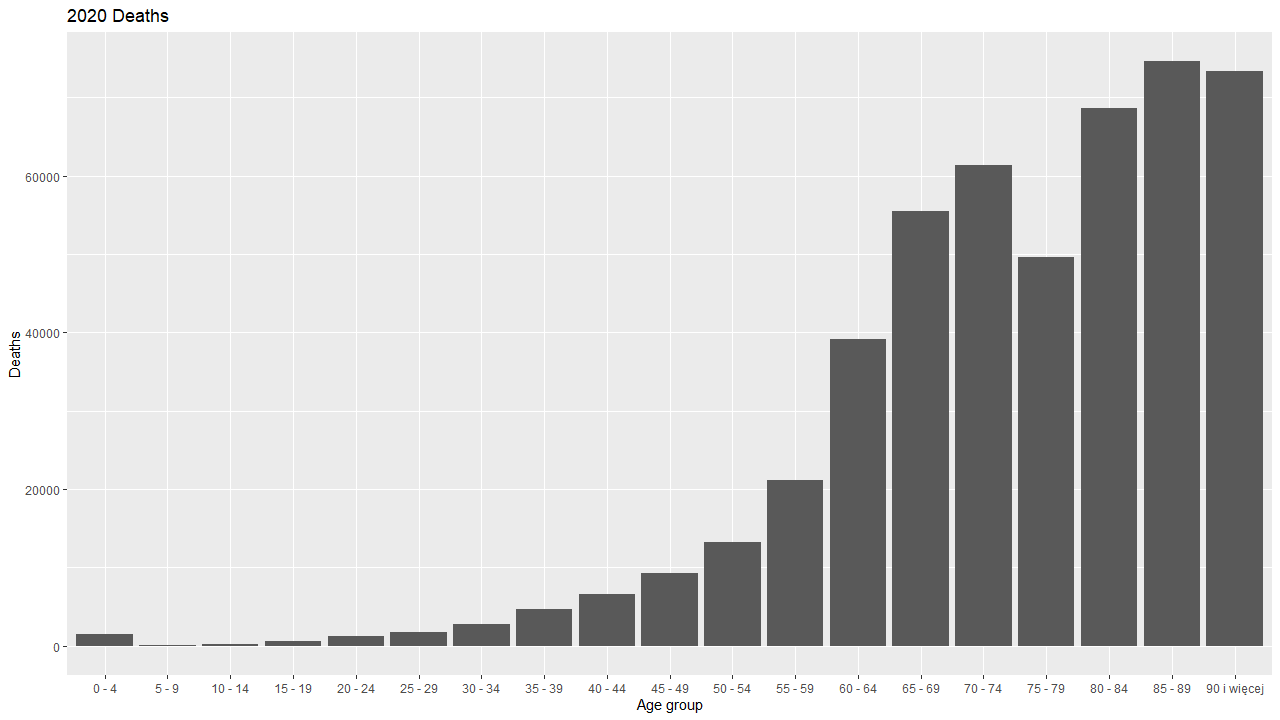 2020 Deaths
Deaths
60000
40000
20000
0
0 - 4 5 - 9 10 - 14 15 - 19 20 - 24 25 - 29 30 - 34 35 - 39 40 - 44 45 - 49 50 - 54 55 - 59 60 - 64 65 - 69 70 - 74 75 - 79 80 - 84 85 - 89 90 i więcej
Age group